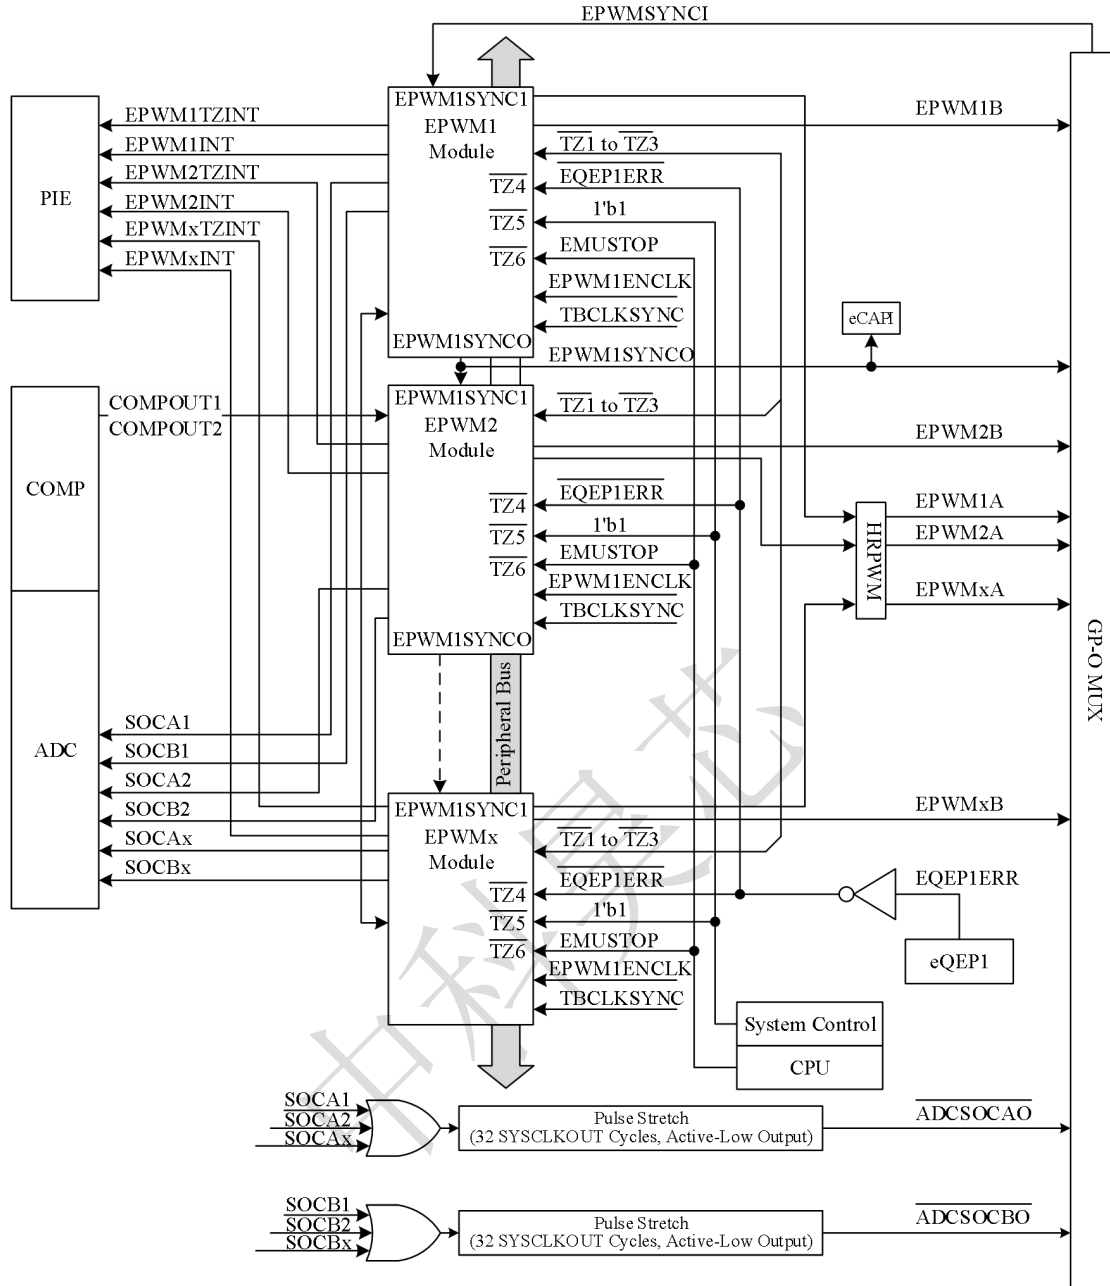 EPWMSYNCI
EPWM1SYNC1
EPWM1
Module
EPWM1TZINT
EPWM1INT
EPWM2TZINT
EPWM2INT
EPWMxTZINT
EPWMxINT
PIE
EPWM1B
TZ1 to TZ3
TZ4
EQEP1ERR
TZ5
1'b1
TZ6
EMUSTOP
EPWM1ENCLK
TBCLKSYNC
EPWM1SYNCO
eCAPI
EPWM1SYNCO
EPWM1SYNC1
EPWM2
Module
COMPOUT1
COMPOUT2
COMP
TZ1 to TZ3
EPWM2B
TZ4
EQEP1ERR
TZ5
1'b1
TZ6
EMUSTOP
EPWM1ENCLK
TBCLKSYNC
EPWM1SYNCO
HRPWM
EPWM1A
EPWM2A
EPWMxA
GP-O MUX
Peripheral Bus
ADC
SOCA1
SOCB1
SOCA2
SOCB2
SOCAx
SOCBx
EPWM1SYNC1
EPWMx
Module
EPWMxB
TZ1 to TZ3
TZ4
EQEP1ERR
TZ5
1'b1
TZ6
EMUSTOP
EPWM1ENCLK
TBCLKSYNC
EQEP1ERR
eQEP1
System Control
CPU
SOCA1
SOCA2
SOCAx
Pulse Stretch
(32 SYSCLKOUT Cycles, Active-Low Output)
ADCSOCAO
SOCB1
SOCB2
SOCBx
Pulse Stretch
(32 SYSCLKOUT Cycles, Active-Low Output)
ADCSOCBO
中科昊芯